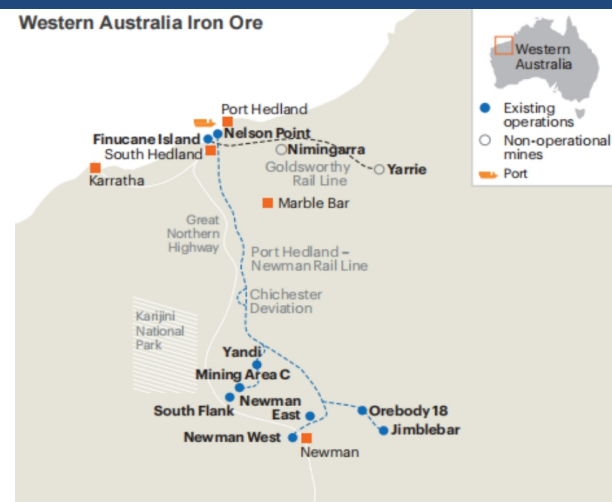 Western Australia Iron Ore
Western
Australia
Existing
operations
Non-operational
mines
Port
Port Hedland
Nelson Point
Finucane Island
South Hedland
Nimingarra
Goldsworthy
Rail Line
Yarrie
Karratha
Marble Bar
Great
Northern
Highway
Port Hedland –
Newman Rail Line
Chichester
Deviation
Karijini
National
Park
Yandi
Mining Area C
South Flank
Newman
East
Orebody 18
Jimblebar
Newman West
Newman